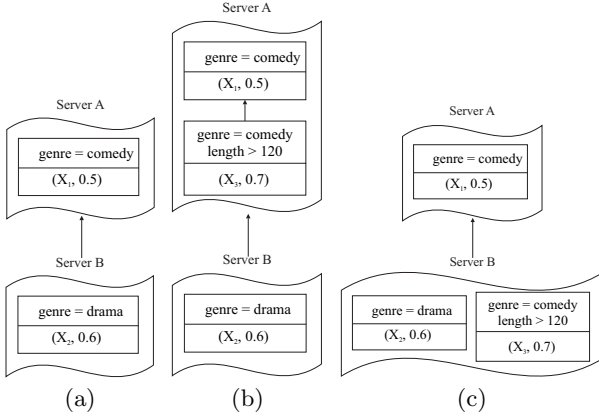 Server A
genre = comedy
(X₁, 0.5)
Server B
genre = drama
(X₂, 0.6)
(a)
Server A
genre = comedy
(X₁, 0.5)
genre = comedy
length > 120
(X₃, 0.7)
Server B
genre = drama
(X₂, 0.6)
(b)
Server A
genre = comedy
(X₁, 0.5)
Server B
genre = drama
(X₂, 0.6)
genre = comedy
length > 120
(X₃, 0.7)
(c)